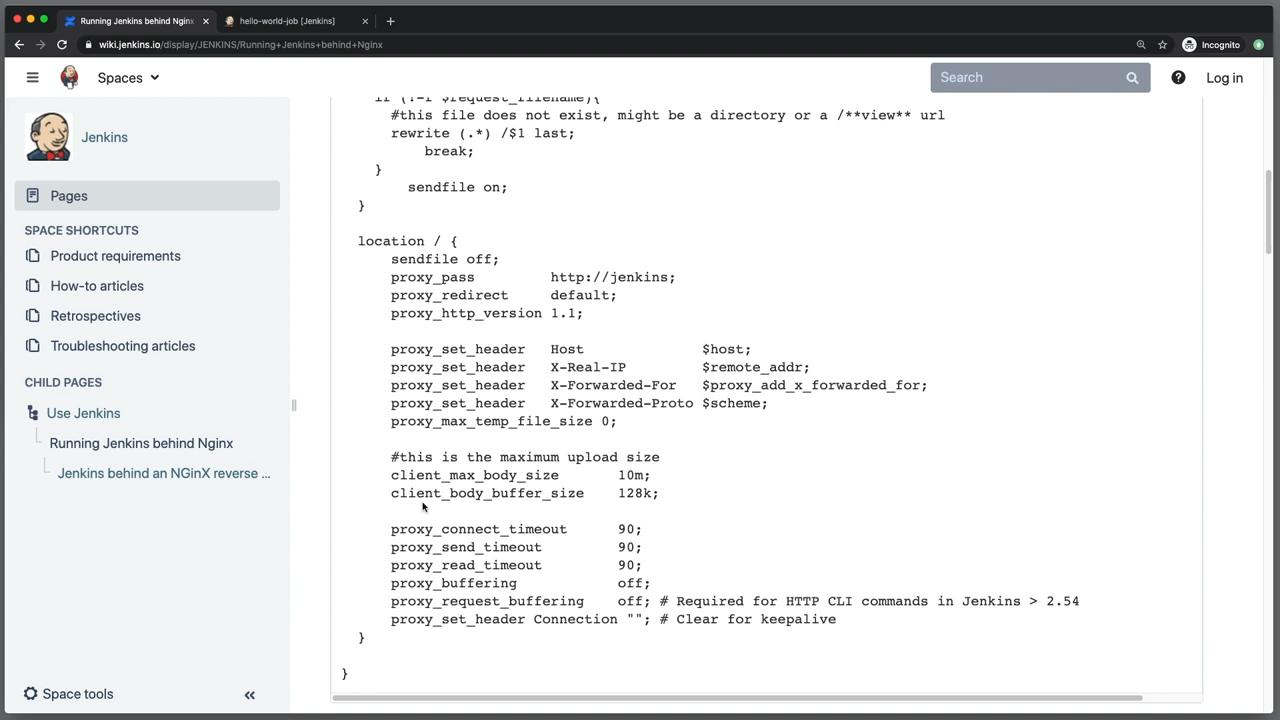 Running Jenkins behind Nginx
hello-world-job [Jenkins]
wiki.jenkins.io/display/JENKINS/Running+Jenkins+behind+Nginx
Incognito
Spaces
Search
Log in
Jenkins
Pages
SPACE SHORTCUTS
Product requirements
How-to articles
Retrospectives
Troubleshooting articles
CHILD PAGES
Use Jenkins
Running Jenkins behind Nginx
Jenkins behind an NGinX reverse ...
Space tools
if (!-f $request_filename){
#this file does not exist, might be a directory or a /**view** url
rewrite (.*) /$1 last;
break;
}
sendfile on;
}
location / {
sendfile off;
proxy_pass http://jenkins;
proxy_redirect default;
proxy_http_version 1.1;
proxy_set_header Host $host;
proxy_set_header X-Real-IP $remote_addr;
proxy_set_header X-Forwarded-For $proxy_add_x_forwarded_for;
proxy_set_header X-Forwarded-Proto $scheme;
proxy_max_temp_file_size 0;
#this is the maximum upload size
client_max_body_size 10m;
client_body_buffer_size 128k;
proxy_connect_timeout 90;
proxy_send_timeout 90;
proxy_read_timeout 90;
proxy_buffering off;
proxy_request_buffering off; # Required for HTTP CLI commands in Jenkins > 2.54
proxy_set_header Connection ""; # Clear for keepalive
}
}